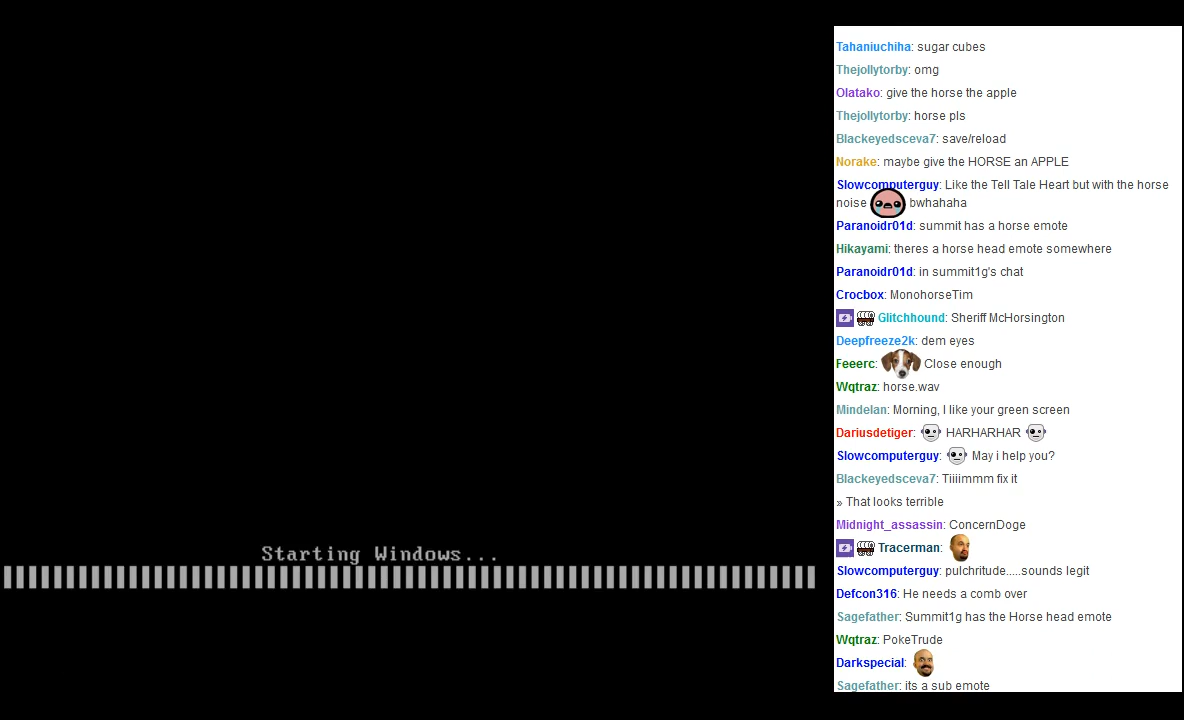 Tahaniuchiha: sugar cubes
Thejollytorby: omg
Olatako: give the horse the apple
Thejollytorby: horse pls
Blackeyedsceva7: save/reload
Norake: maybe give the HORSE an APPLE
Slowcomputerguy: Like the Tell Tale Heart but with the horse
noise bwhahaha
Paranoidr01d: summit has a horse emote
Hikayami: theres a horse head emote somewhere
Paranoidr01d: in summit1g's chat
Crocbox: MonohorseTim
Glitchhound: Sheriff McHorsington
Deepfreeze2k: dem eyes
Feeerc: Close enough
Wqtraz: horse.wav
Mindelan: Morning, I like your green screen
Dariusdetiger: HARHARHAR
Slowcomputerguy: May i help you?
Blackeyedsceva7: Tiiiimmm fix it
» That looks terrible
Midnight_assassin: ConcernDoge
Tracerman:
Slowcomputerguy: pulchritude.....sounds legit
Defcon316: He needs a comb over
Sagefather: Summit1g has the Horse head emote
Wqtraz: PokeTrude
Darkspecial:
Sagefather: its a sub emote
Starting Windows...